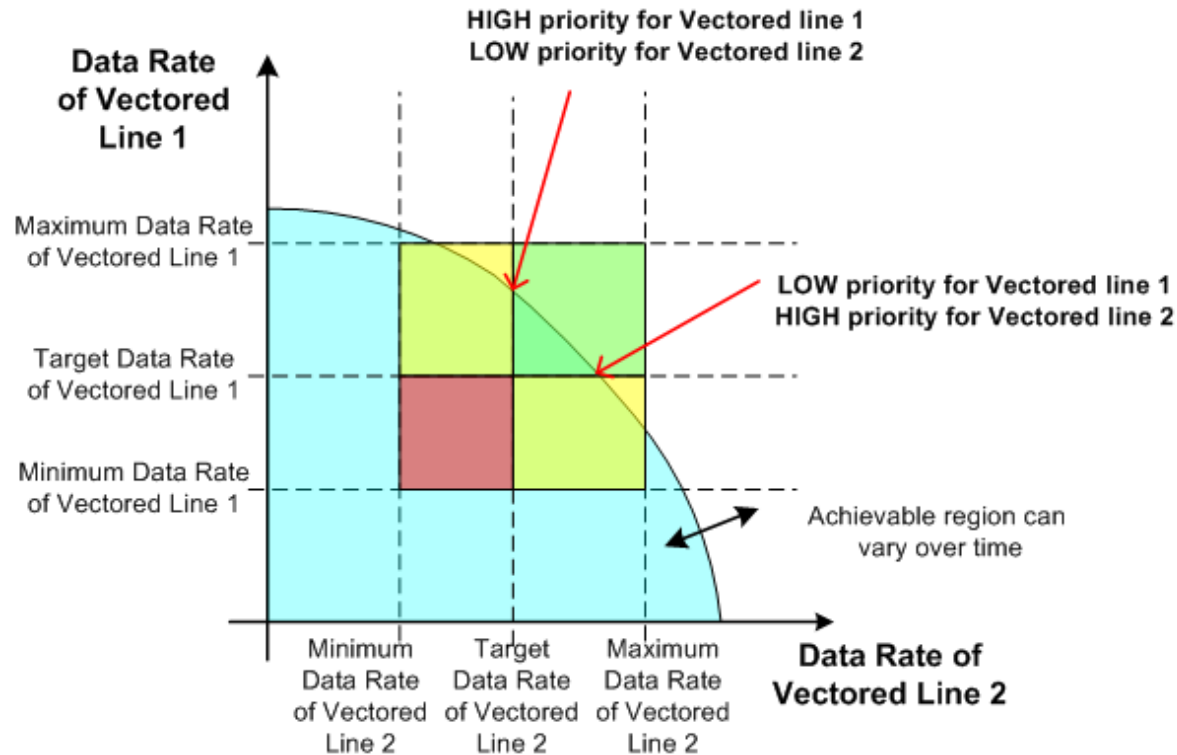 HIGH priority for Vectored line 1
LOW priority for Vectored line 2
Data Rate
of Vectored
Line 1
Maximum Data Rate
of Vectored Line 1
LOW priority for Vectored line 1
HIGH priority for Vectored line 2
Target Data Rate
of Vectored Line 1
Minimum Data Rate
of Vectored Line 1
Achievable region can
vary over time
Minimum
Data Rate
of Vectored
Line 2
Target
Data Rate
of Vectored
Line 2
Maximum
Data Rate
of Vectored
Line 2
Data Rate of
Vectored Line 2